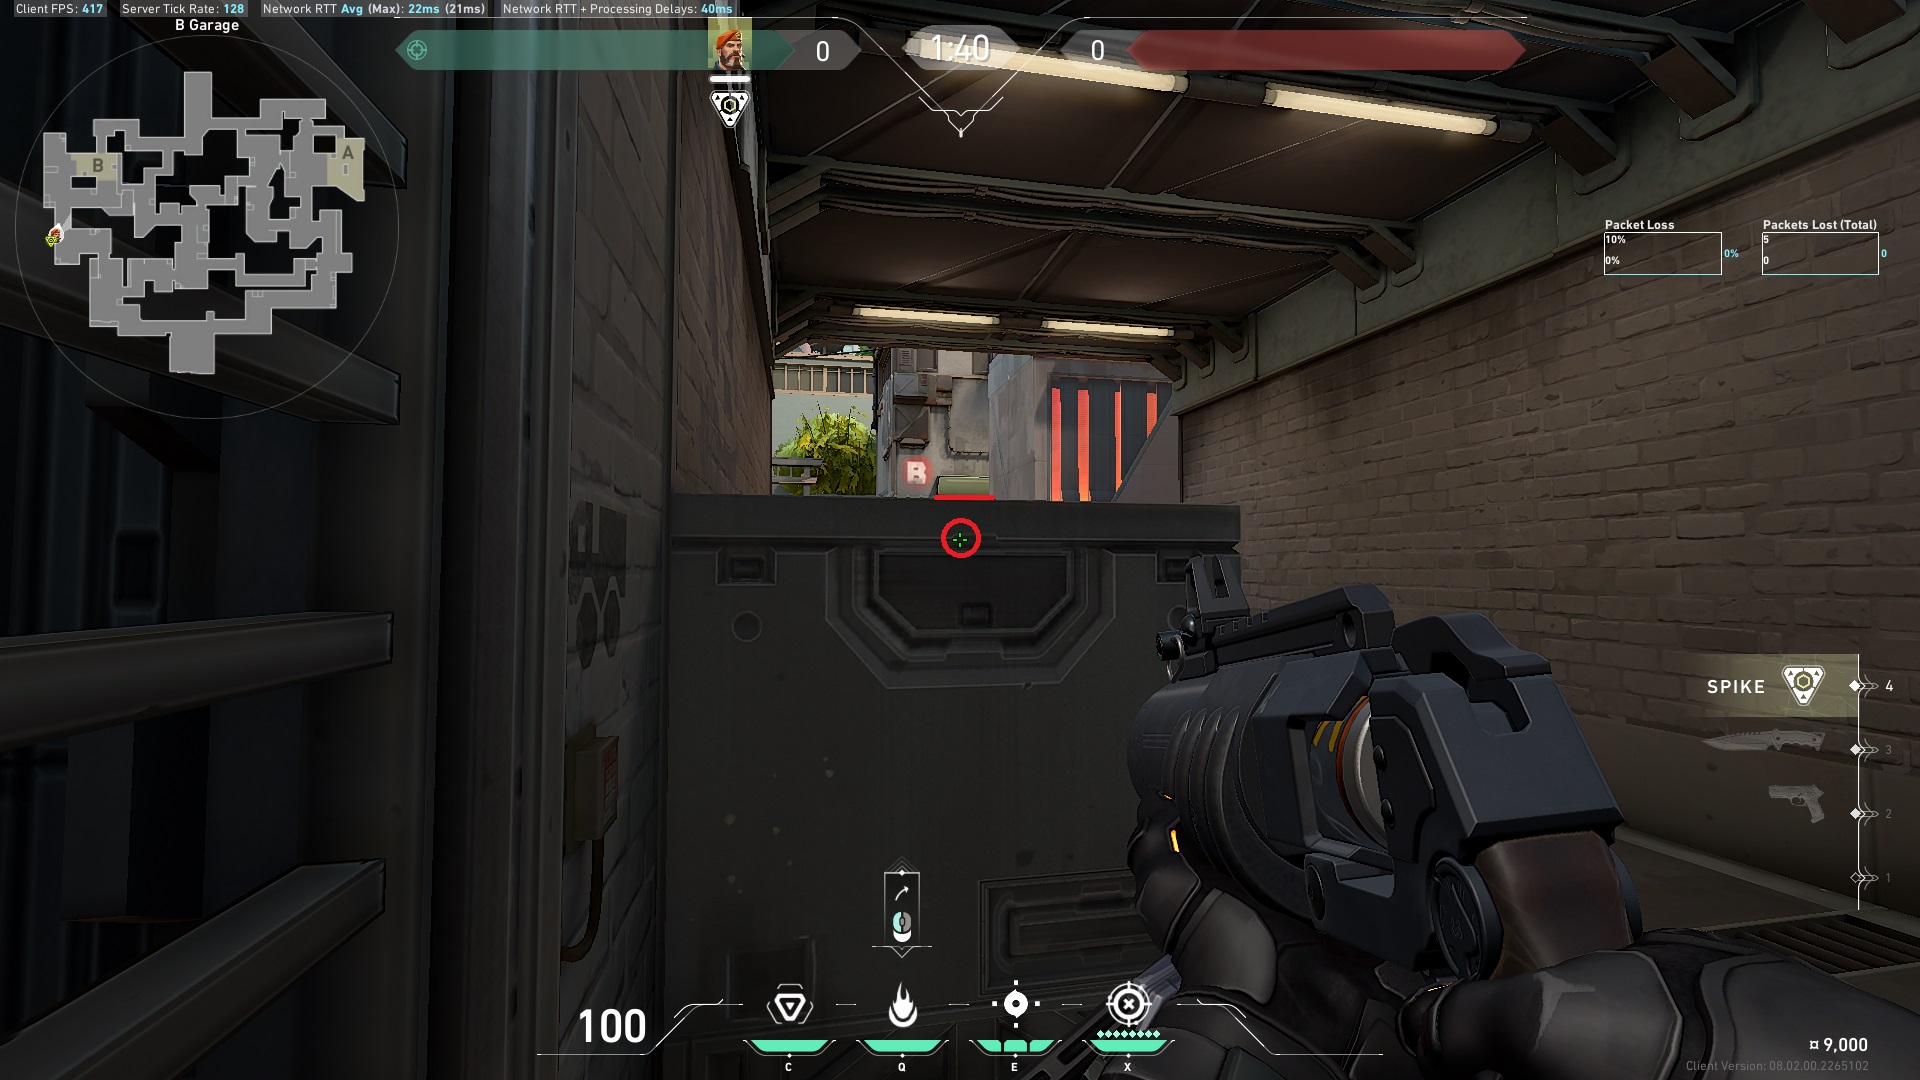 Client FPS: 417 Server Tick Rate: 128 Network RTT Avg (Max): 22ms (21ms) Network RTT + Processing Delays: 40ms
B Garage
0 1:40 0
A
B
Packet Loss Packets Lost (Total)
10% 5
0% 0% 0 0
B
SPIKE 4
3
2
1
100
C Q E X
¤ 9,000
Client Version: 08.02.00.2265102